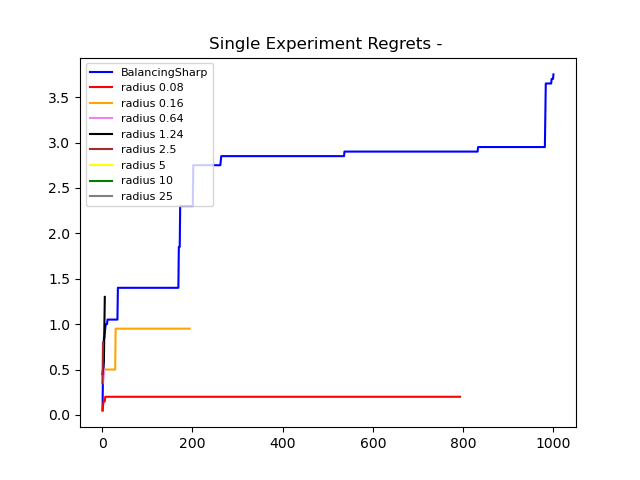 Single Experiment Regrets -
BalancingSharp
radius 0.08
radius 0.16
radius 0.64
radius 1.24
radius 2.5
radius 5
radius 10
radius 25
3.5
3.0
2.5
2.0
1.5
1.0
0.5
0.0
0 200 400 600 800 1000